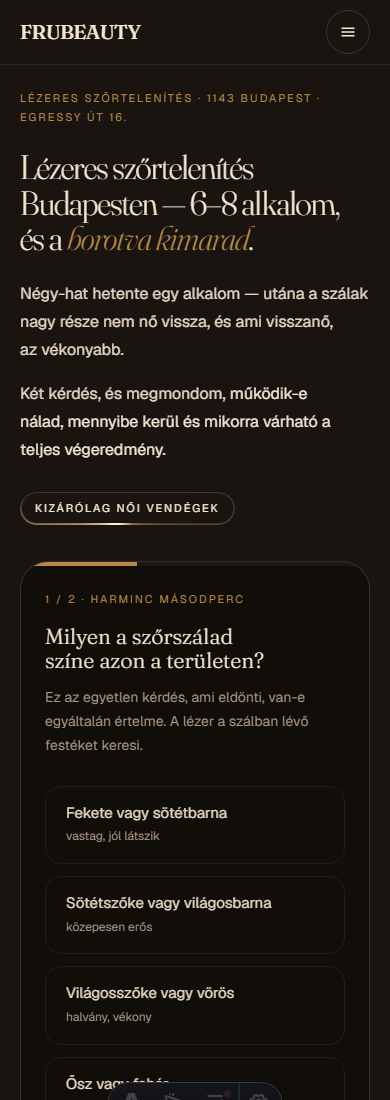 FRUBEAUTY
LÉZERES SZŐRTELENÍTÉS · 1143 BUDAPEST ·
EGRESSY ÚT 16.
Lézeres szőrtelenítés
Budapesten — 6–8 alkalom,
és a borotva kimarad.
Négy-hat hetente egy alkalom — utána a szálak
nagy része nem nő vissza, és ami visszanő,
az vékonyabb.
Két kérdés, és megmondom, működik-e
nálad, mennyibe kerül és mikorra várható a
teljes végeredmény.
KIZÁRÓLAG NŐI VENDÉGEK
1 / 2 · HARMINC MÁSODPERC
Milyen a szőrszálad
színe azon a területen?
Ez az egyetlen kérdés, ami eldönti, van-e
egyáltalán értelme. A lézer a szálban lévő
festéket keresi.
Fekete vagy sötétbarna
vastag, jól látszik
Sötétszőke vagy világosbarna
közepesen erős
Világosszőke vagy vörös
halvány, vékony
Ősz vagy fehér